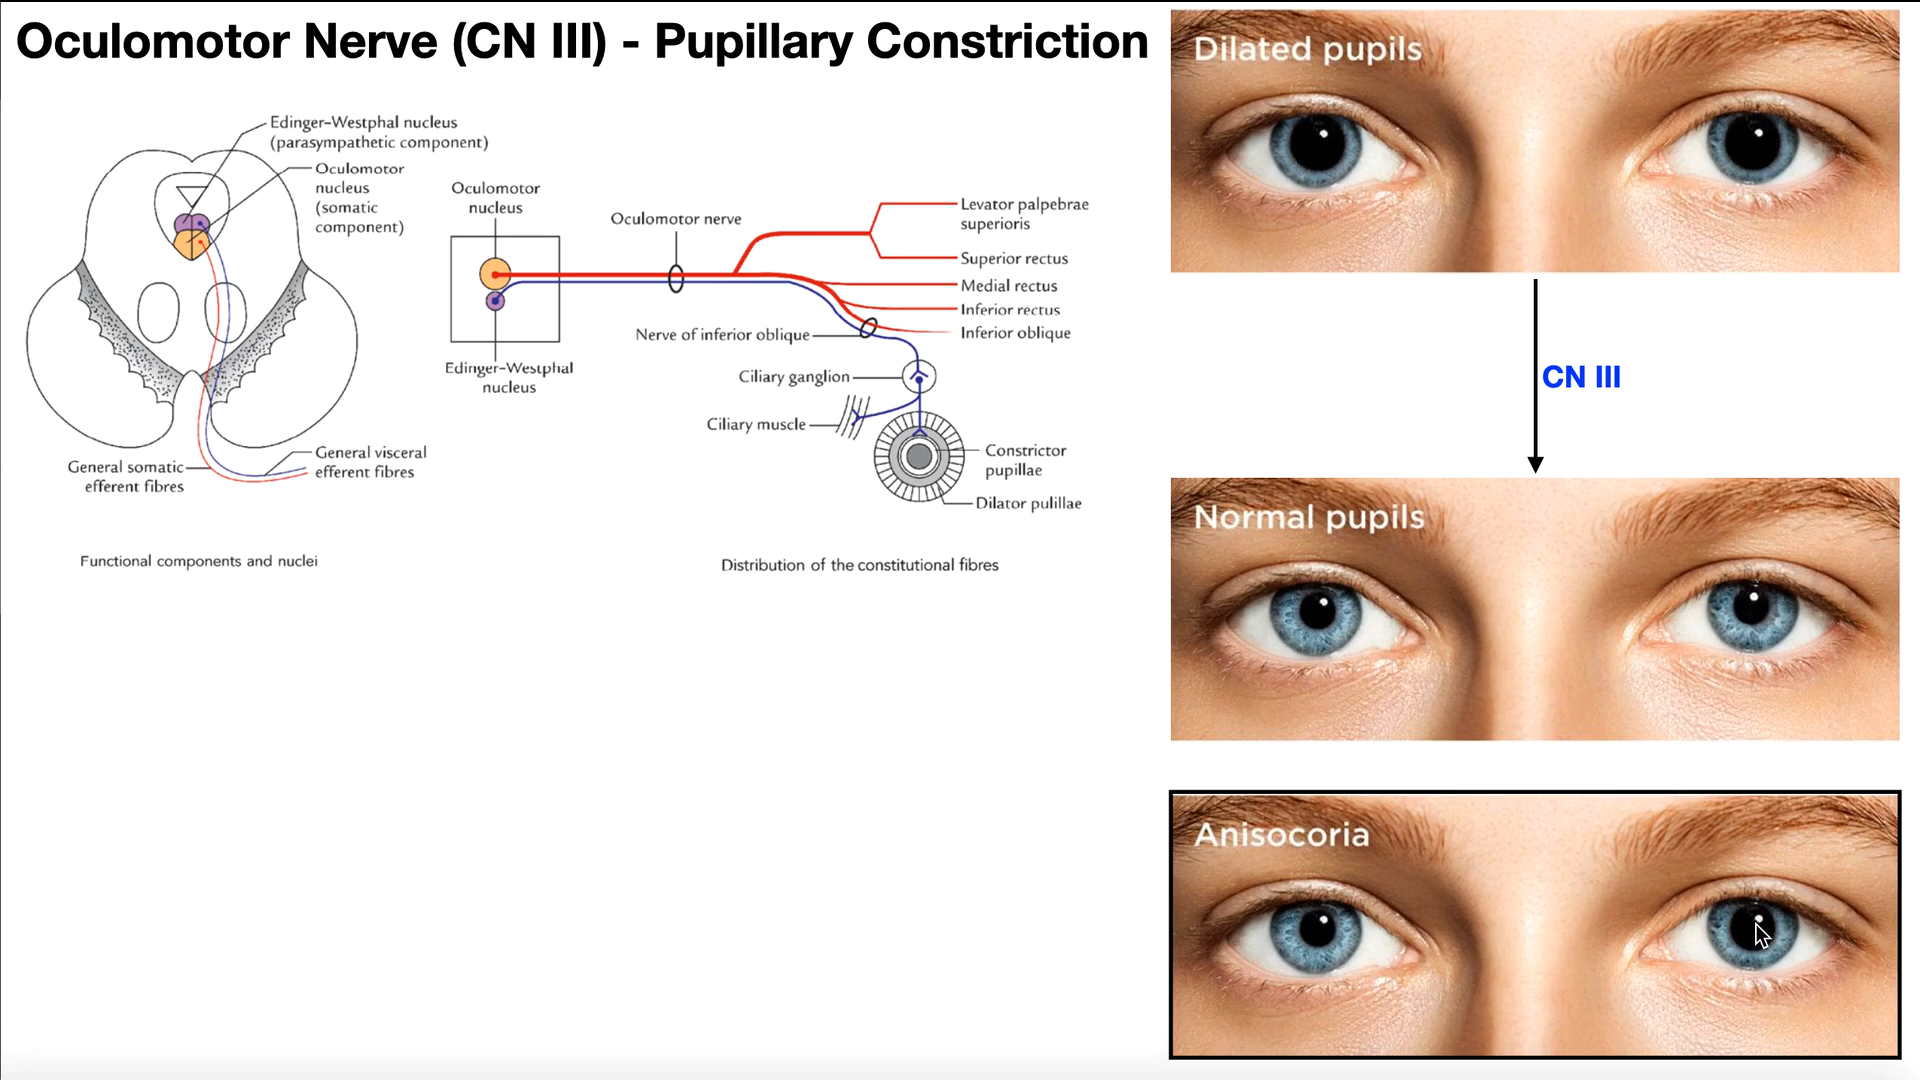 Oculomotor Nerve (CN III) - Pupillary Constriction
Edinger–Westphal nucleus
(parasympathetic component)
Oculomotor
nucleus
(somatic
component)
General somatic
efferent fibres
General visceral
efferent fibres
Functional components and nuclei
Oculomotor
nucleus
Edinger–Westphal
nucleus
Oculomotor nerve
Levator palpebrae
superioris
Superior rectus
Medial rectus
Inferior rectus
Inferior oblique
Nerve of inferior oblique
Ciliary ganglion
Ciliary muscle
Constrictor
pupillae
Dilator pulillae
Distribution of the constitutional fibres
Dilated pupils
CN III
Normal pupils
Anisocoria